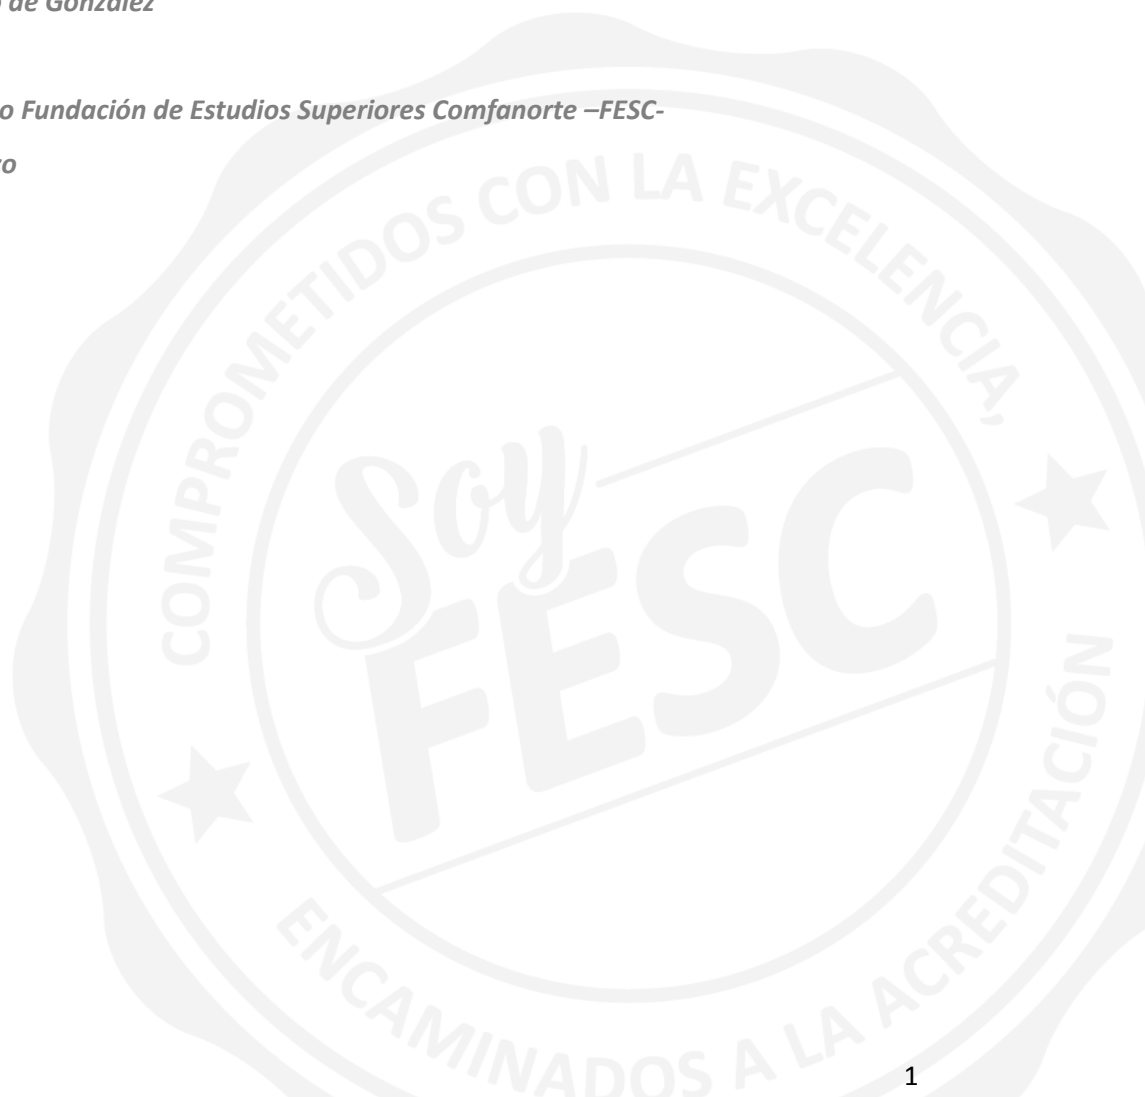 de González
o Fundación de Estudios Superiores Comfanorte –FESC-
COMPROMETIDOS CON LA EXCELENCIA,
Soy
FESC
ENCAMINADOS A LA ACREDITACIÓN
1